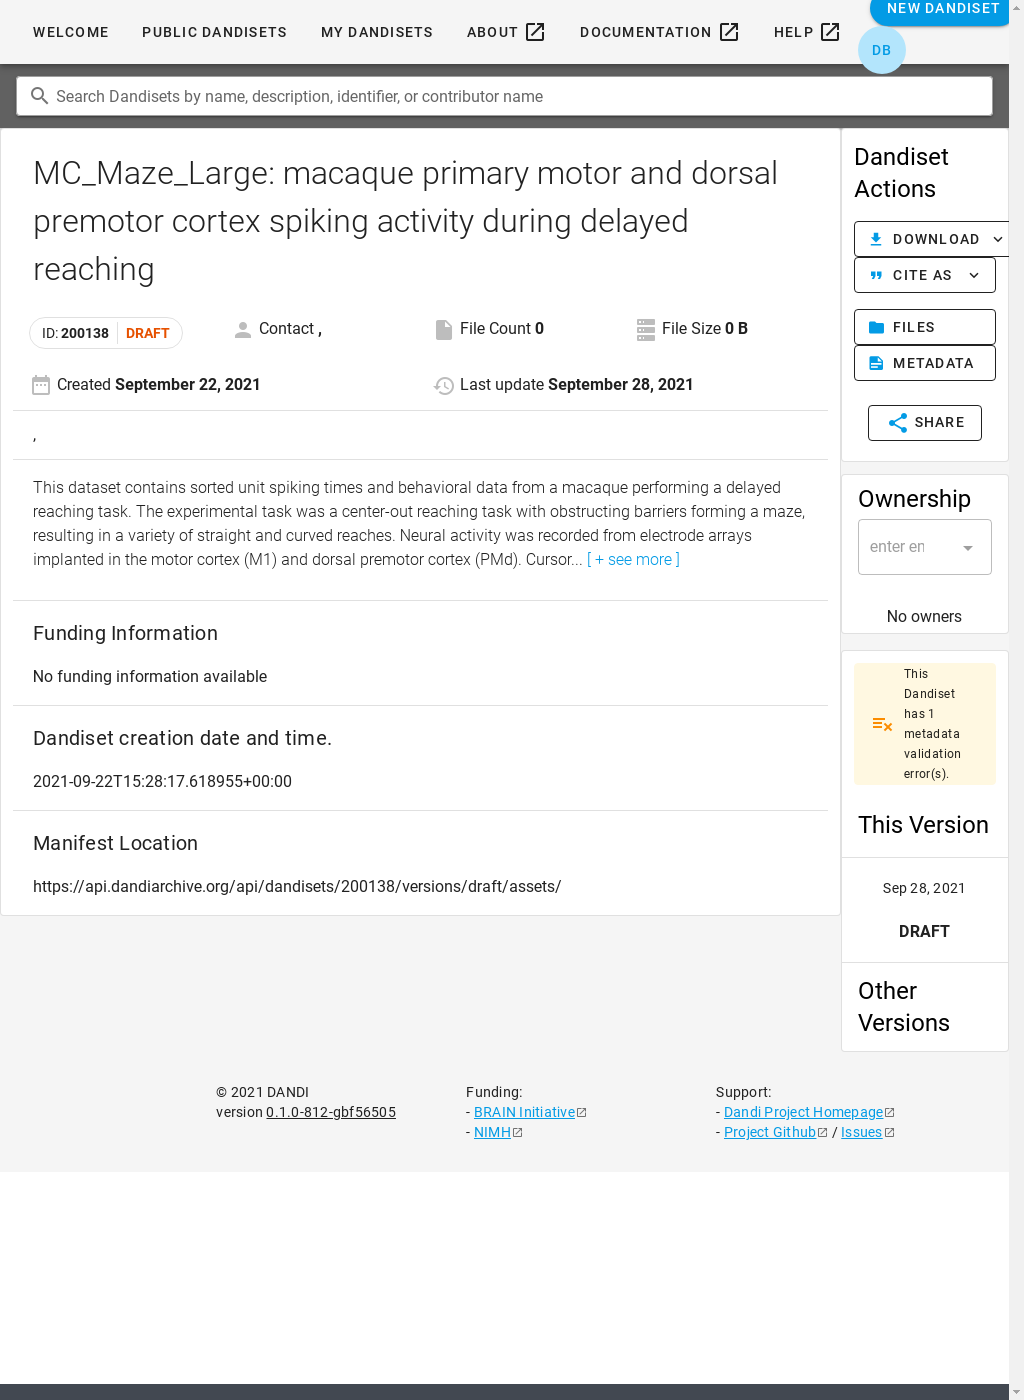 WELCOME PUBLIC DANDISETS MY DANDISETS ABOUT DOCUMENTATION HELP NEW DANDISET
DB
Search Dandisets by name, description, identifier, or contributor name
MC_Maze_Large: macaque primary motor and dorsal
premotor cortex spiking activity during delayed
reaching
ID: 200138 DRAFT Contact , File Count 0 File Size 0 B
Created September 22, 2021 Last update September 28, 2021
,
This dataset contains sorted unit spiking times and behavioral data from a macaque performing a delayed
reaching task. The experimental task was a center-out reaching task with obstructing barriers forming a maze,
resulting in a variety of straight and curved reaches. Neural activity was recorded from electrode arrays
implanted in the motor cortex (M1) and dorsal premotor cortex (PMd). Cursor... [ + see more ]
Funding Information
No funding information available
Dandiset creation date and time.
2021-09-22T15:28:17.618955+00:00
Manifest Location
https://api.dandiarchive.org/api/dandisets/200138/versions/draft/assets/
Dandiset
Actions
DOWNLOAD
CITE AS
FILES
METADATA
SHARE
Ownership
enter en
No owners
This
Dandiset
has 1
metadata
validation
error(s).
This Version
Sep 28, 2021
DRAFT
Other
Versions
© 2021 DANDI
version 0.1.0-812-gbf56505
Funding:
- BRAIN Initiative
- NIMH
Support:
- Dandi Project Homepage
- Project Github / Issues